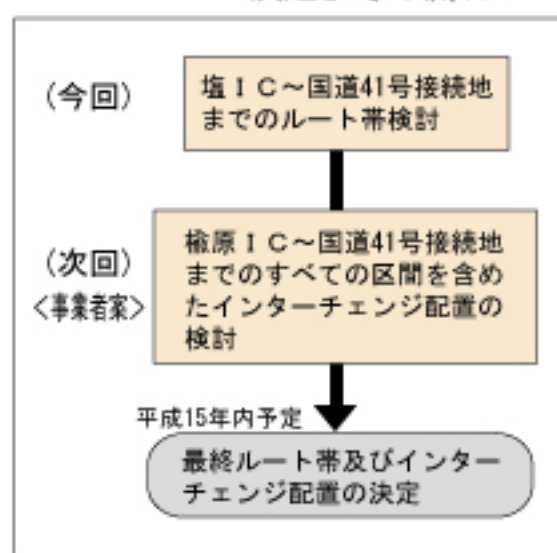 (今回)
塩ＩＣ～国道41号接続地
までのルート帯検討
(次回)
<事業者案>
楡原ＩＣ～国道41号接続地
までのすべての区間を含め
たインターチェンジ配置の
検討
平成15年内予定
最終ルート帯及びインター
チェンジ配置の決定